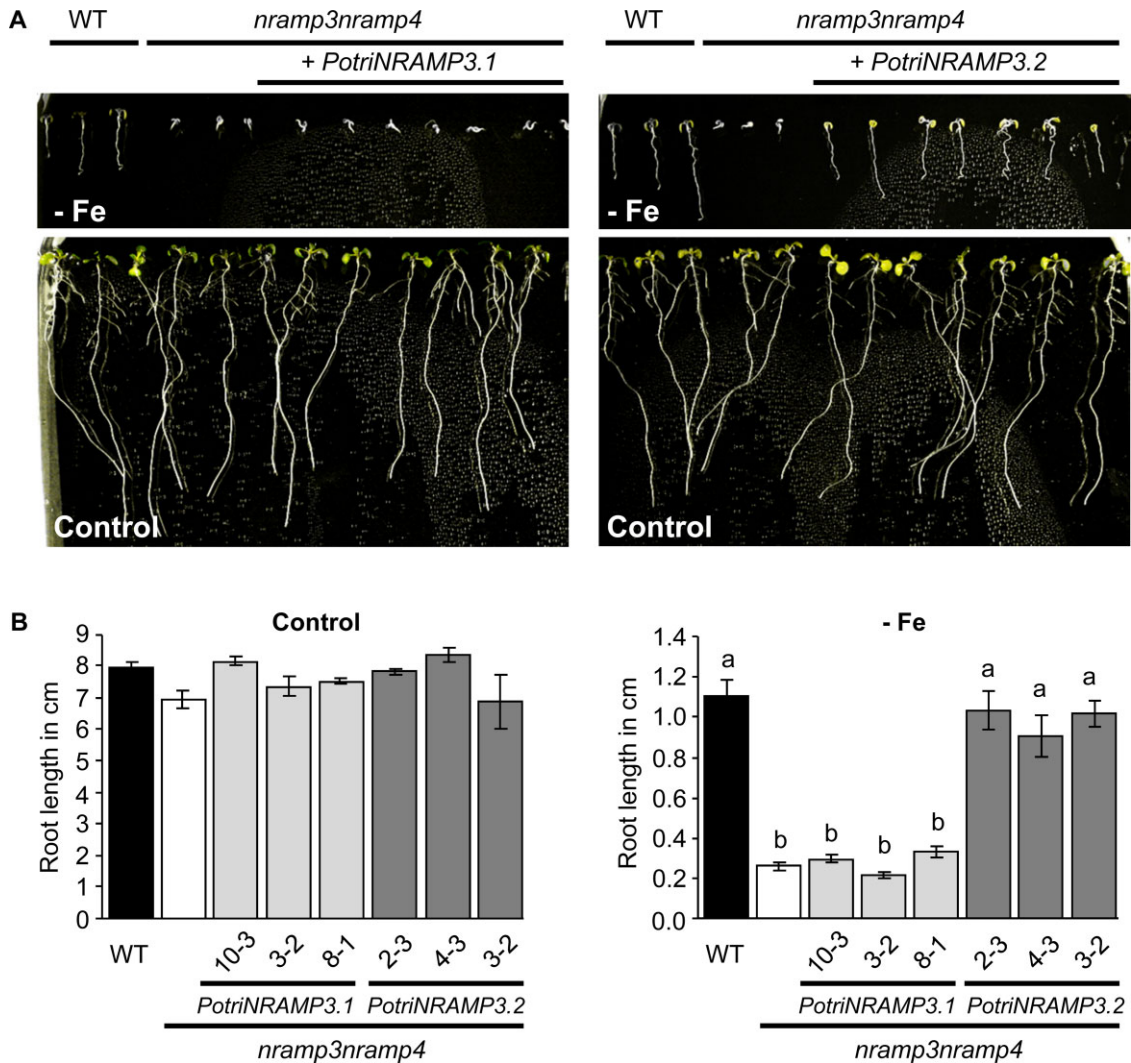 A
WT
nramp3nramp4
+ PotriNRAMP3.1
- Fe
Control
WT
nramp3nramp4
+ PotriNRAMP3.2
- Fe
Control
B
Control
Root length in cm
9
8
7
6
5
4
3
2
1
0
WT
10-3
3-2
8-1
2-3
4-3
3-2
PotriNRAMP3.1
PotriNRAMP3.2
nramp3nramp4
- Fe
Root length in cm
1.4
1.2
1.0
0.8
0.6
0.4
0.2
0.0
a
b
b
b
b
a
a
a
WT
10-3
3-2
8-1
2-3
4-3
3-2
PotriNRAMP3.1
PotriNRAMP3.2
nramp3nramp4